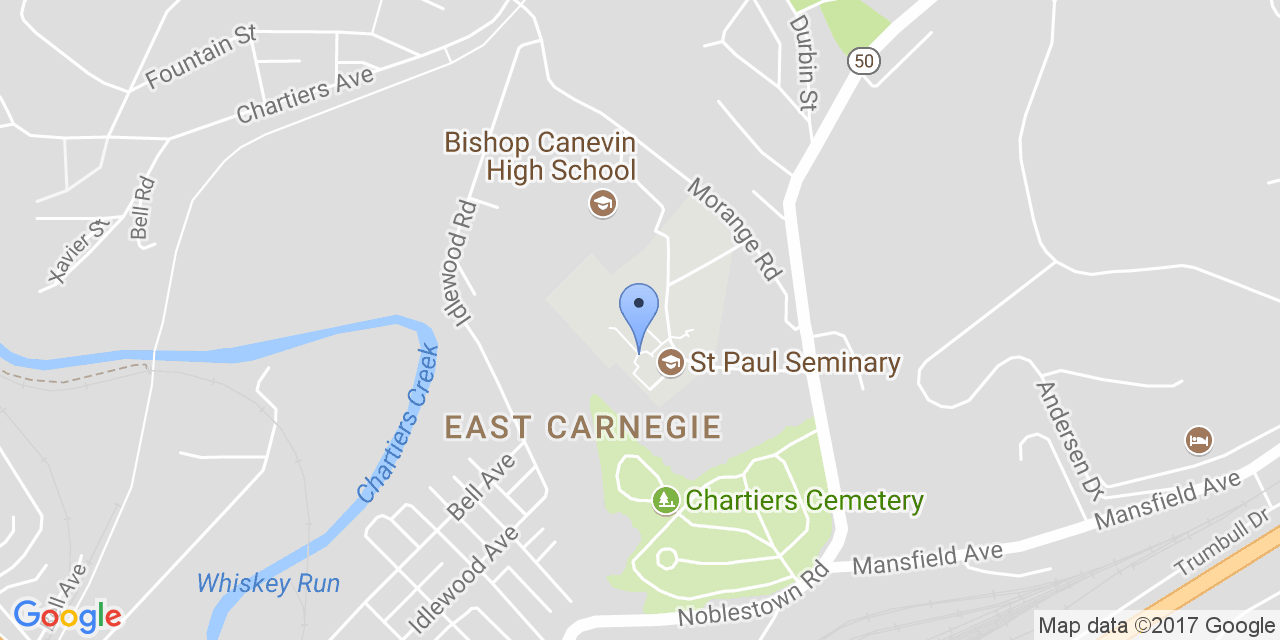 Fountain St
Chartiers Ave
Durbin St
50
Bishop Canevin
High School
Morange Rd
Bell Rd
Xavier St
Idlewood Rd
St Paul Seminary
Chartiers Creek
EAST CARNEGIE
Andersen Dr
Bell Ave
Chartiers Cemetery
Mansfield Ave
Mansfield Ave
Trumbull Dr
Idlewood Ave
Whiskey Run
Noblestown Rd
Ave
Google
Map data ©2017 Google